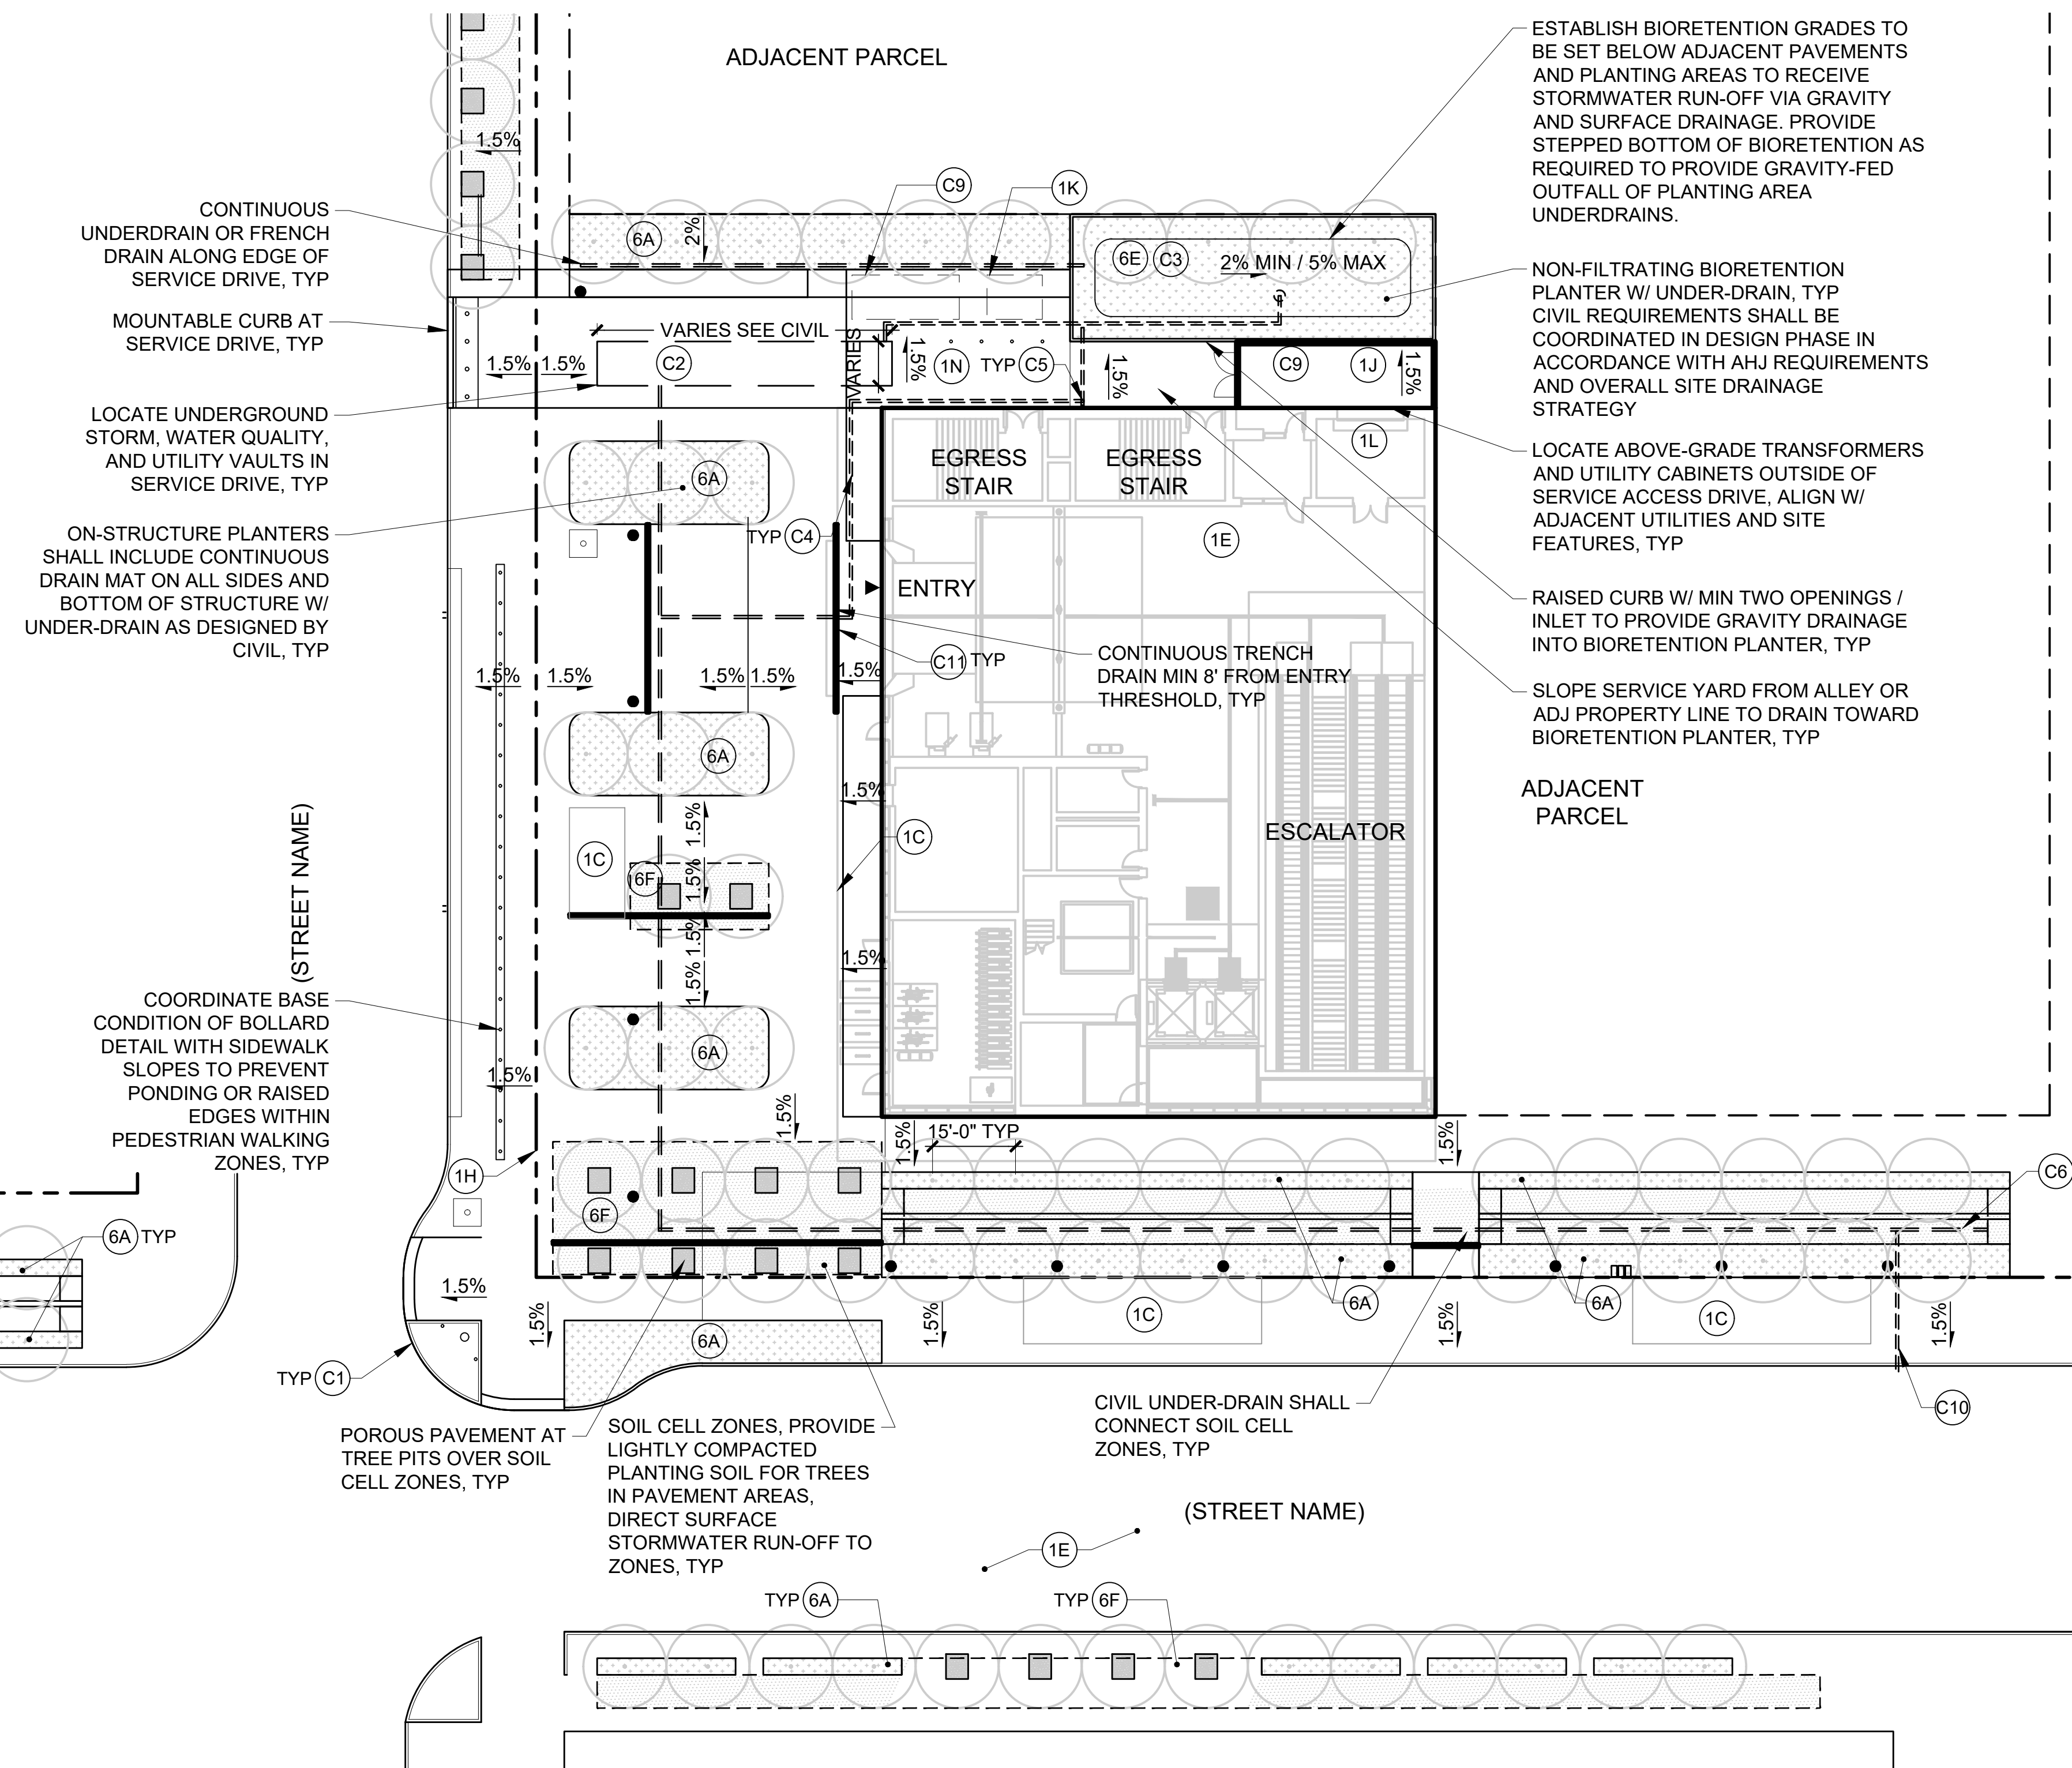 ADJACENT PARCEL
ESTABLISH BIORETENTION GRADES TO
BE SET BELOW ADJACENT PAVEMENTS
AND PLANTING AREAS TO RECEIVE
STORMWATER RUN-OFF VIA GRAVITY
AND SURFACE DRAINAGE. PROVIDE
STEPPED BOTTOM OF BIORETENTION AS
REQUIRED TO PROVIDE GRAVITY-FED
OUTFALL OF PLANTING AREA
UNDERDRAINS.
1.5%
C9
1K
CONTINUOUS
UNDERDRAIN OR FRENCH
DRAIN ALONG EDGE OF
SERVICE DRIVE, TYP
6A
2%
6E
C3
2% MIN / 5% MAX
NON-FILTRATING BIORETENTION
PLANTER W/ UNDER-DRAIN, TYP
CIVIL REQUIREMENTS SHALL BE
COORDINATED IN DESIGN PHASE IN
ACCORDANCE WITH AHJ REQUIREMENTS
AND OVERALL SITE DRAINAGE
STRATEGY
MOUNTABLE CURB AT
SERVICE DRIVE, TYP
VARIES SEE CIVIL
VARIES
1.5%
1.5%
C2
1.5%
1N
TYP C5
1.5%
C9
1J
1.5%
LOCATE UNDERGROUND
STORM, WATER QUALITY,
AND UTILITY VAULTS IN
SERVICE DRIVE, TYP
1L
LOCATE ABOVE-GRADE TRANSFORMERS
AND UTILITY CABINETS OUTSIDE OF
SERVICE ACCESS DRIVE, ALIGN W/
ADJACENT UTILITIES AND SITE
FEATURES, TYP
EGRESS
STAIR
EGRESS
STAIR
6A
ON-STRUCTURE PLANTERS
SHALL INCLUDE CONTINUOUS
DRAIN MAT ON ALL SIDES AND
BOTTOM OF STRUCTURE W/
UNDER-DRAIN AS DESIGNED BY
CIVIL, TYP
TYP C4
1E
ENTRY
RAISED CURB W/ MIN TWO OPENINGS /
INLET TO PROVIDE GRAVITY DRAINAGE
INTO BIORETENTION PLANTER, TYP
C11 TYP
CONTINUOUS TRENCH
DRAIN MIN 8' FROM ENTRY
THRESHOLD, TYP
1.5%
1.5%
1.5%
1.5%
1.5%
SLOPE SERVICE YARD FROM ALLEY OR
ADJ PROPERTY LINE TO DRAIN TOWARD
BIORETENTION PLANTER, TYP
6A
1.5%
ADJACENT
PARCEL
(STREET NAME)
1.5%
1C
ESCALATOR
1C
6F
1.5%
1.5%
1.5%
1.5%
COORDINATE BASE
CONDITION OF BOLLARD
DETAIL WITH SIDEWALK
SLOPES TO PREVENT
PONDING OR RAISED
EDGES WITHIN
PEDESTRIAN WALKING
ZONES, TYP
6A
1.5%
1.5%
1.5%
15'-0" TYP
1.5%
1H
C6
6F
6A TYP
1.5%
1.5%
6A
1.5%
1C
6A
1.5%
6A
1C
1.5%
TYP C1
C10
POROUS PAVEMENT AT
TREE PITS OVER SOIL
CELL ZONES, TYP
SOIL CELL ZONES, PROVIDE
LIGHTLY COMPACTED
PLANTING SOIL FOR TREES
IN PAVEMENT AREAS,
DIRECT SURFACE
STORMWATER RUN-OFF TO
ZONES, TYP
CIVIL UNDER-DRAIN SHALL
CONNECT SOIL CELL
ZONES, TYP
(STREET NAME)
1E
TYP 6A
TYP 6F